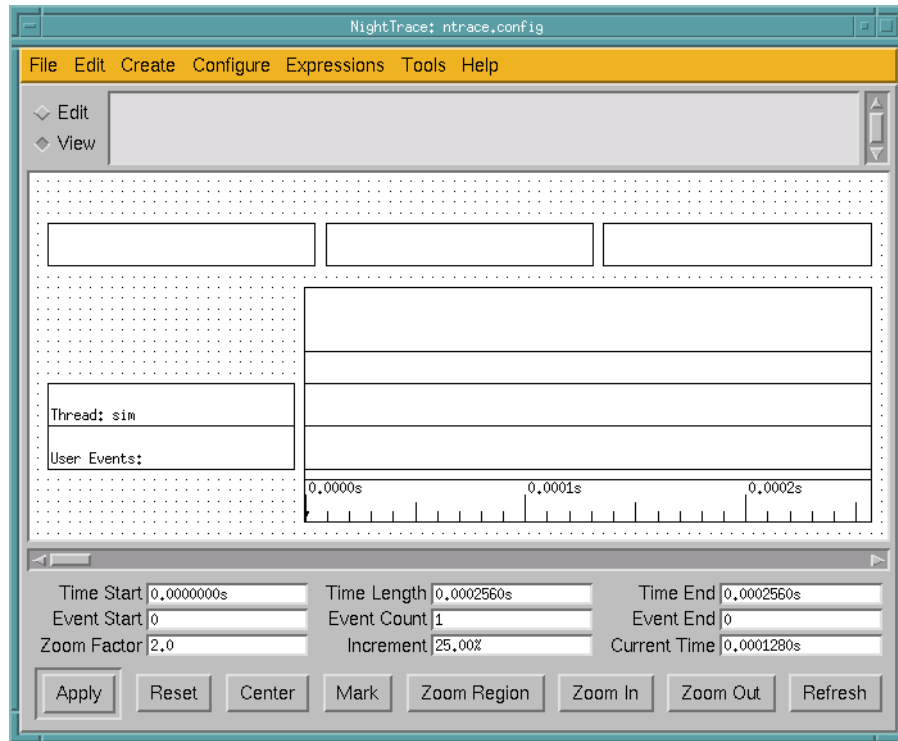 NightTrace: ntrace.config
File Edit Create Configure Expressions Tools Help
Edit
View
Thread: sim
User Events:
0.0000s 0.0001s 0.0002s
Time Start 0.0000000s Time Length 0.0002560s Time End 0.0002560s
Event Start 0 Event Count 1 Event End 0
Zoom Factor 2.0 Increment 25.00% Current Time 0.0001280s
Apply Reset Center Mark Zoom Region Zoom In Zoom Out Refresh